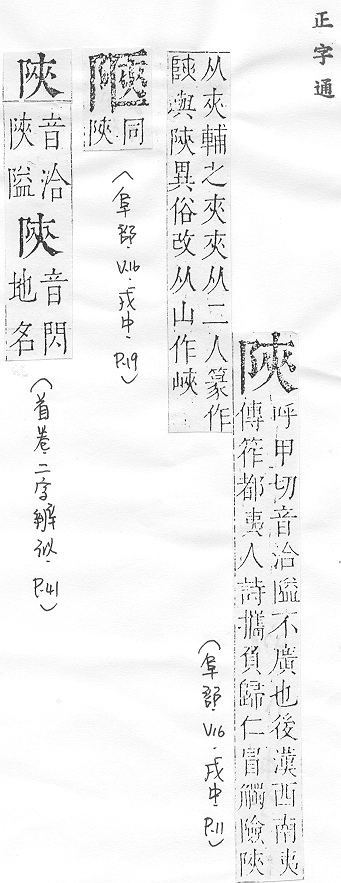 正字通
陜
呼甲切音洽隘不廣也後漢西南夷
傳筰都夷人詩攜負歸仁冒觸險陜
从夾輔之夾夾从二人篆作
與陝異俗改从山作峽
(阜部.V16.戌中.P.11)
同
陜
(阜部.V16.戌中.P.19)
陜
音洽
陜隘
陝
音閃
地名
(首卷.二字辨似.P.41)